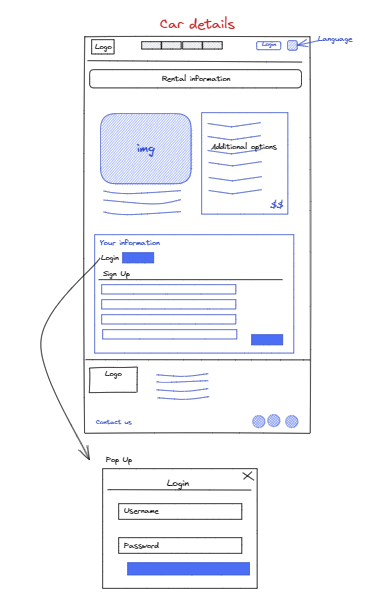 Car details
Logo
Login
Language
Rental information
img
Additional options
$$
Your information
Login
Sign Up
Logo
Contact us
Pop Up
Login
Username
Password